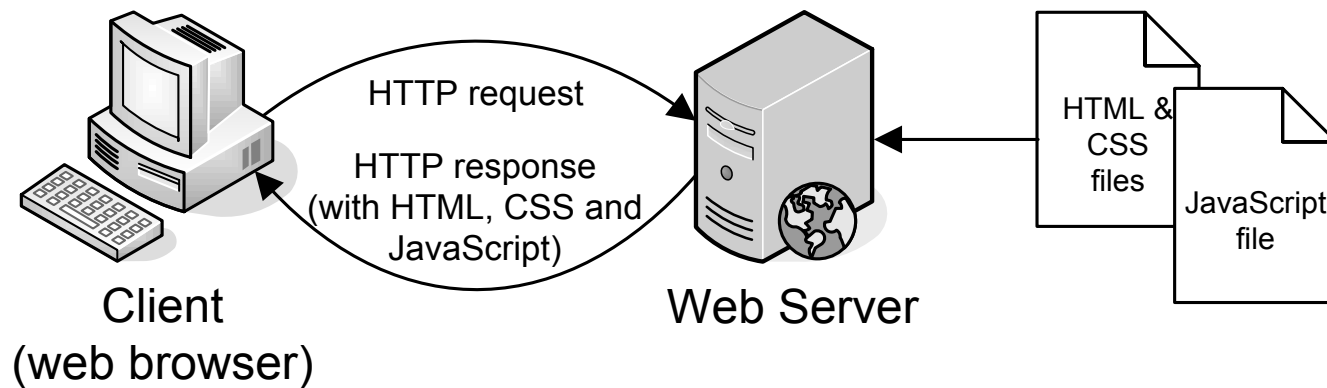 HTTP request
HTTP response
(with HTML, CSS and
JavaScript)
Client
(web browser)
Web Server
HTML &
CSS
files
JavaScript
file